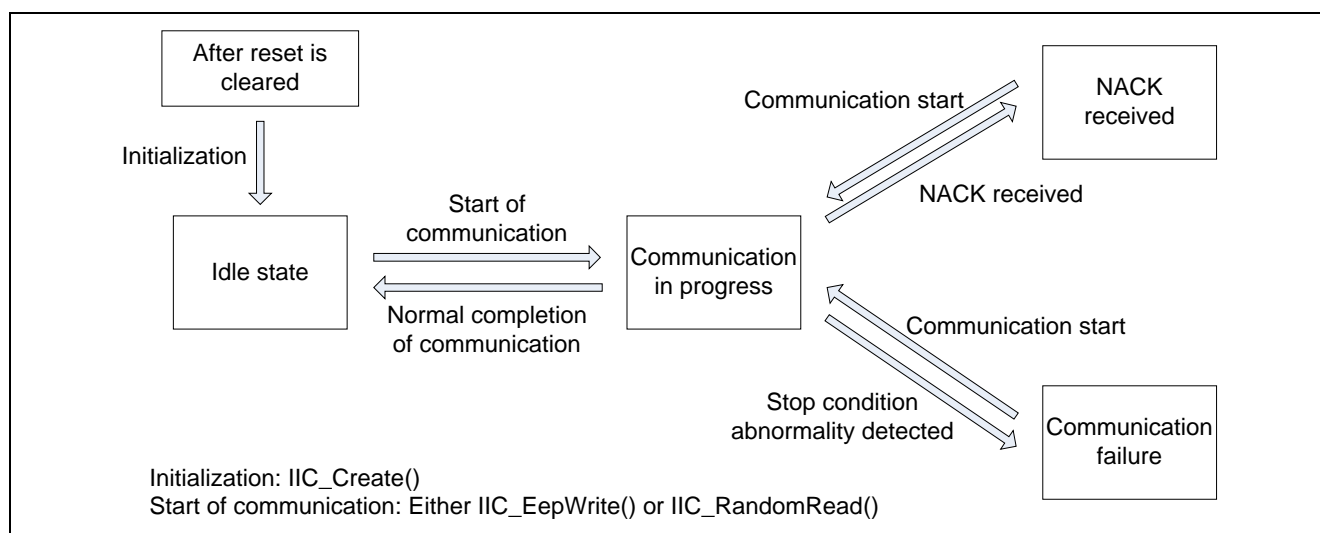 After reset is
cleared
Initialization
Idle state
Start of
communication
Normal completion
of communication
Communication
in progress
Communication start
NACK received
NACK
received
Communication start
Stop condition
abnormality detected
Communication
failure
Initialization: IIC_Create()
Start of communication: Either IIC_EepWrite() or IIC_RandomRead()